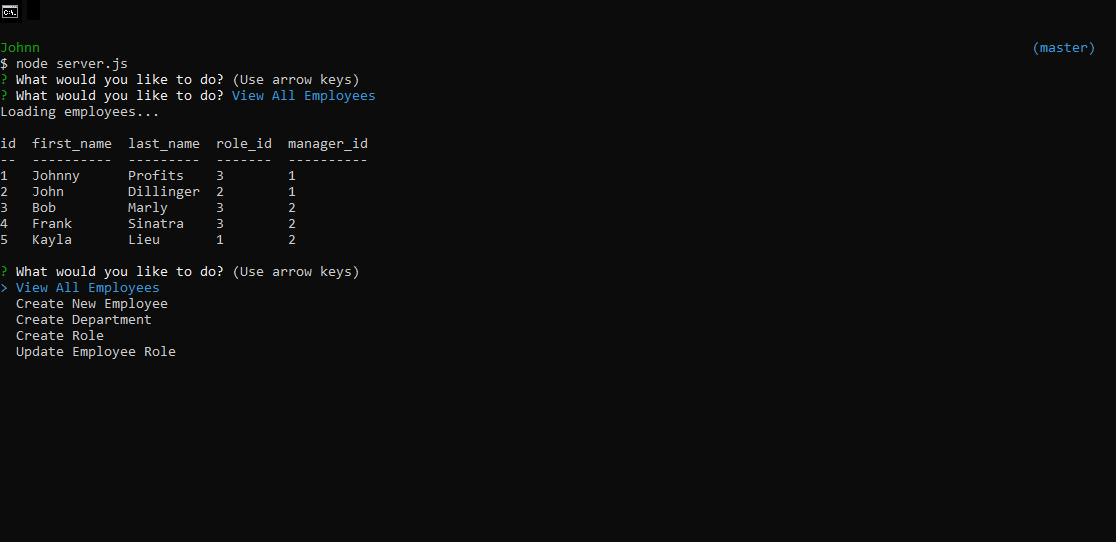 C:\.
Johnn (master)
$ node server.js
? What would you like to do? (Use arrow keys)
? What would you like to do? View All Employees
Loading employees...
id  first_name  last_name  role_id  manager_id
--  ----------  ---------  -------  ----------
1   Johnny      Profits    3        1
2   John        Dillinger  2        1
3   Bob         Marly      3        2
4   Frank       Sinatra    3        2
5   Kayla       Lieu       1        2
? What would you like to do? (Use arrow keys)
> View All Employees
  Create New Employee
  Create Department
  Create Role
  Update Employee Role